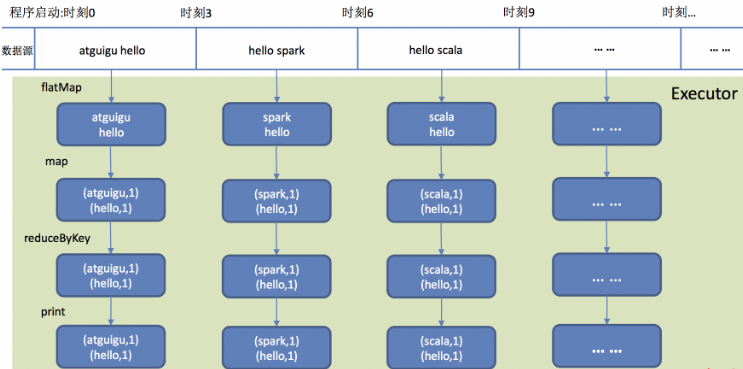 程序启动:时刻0 时刻3 时刻6 时刻9 时刻...
数据源 atguigu hello hello spark hello scala ... ... ... ...
flatMap Executor
atguigu spark scala ... ...
hello hello hello
map
(atguigu,1) (spark,1) (scala,1) ... ...
(hello,1) (hello,1) (hello,1)
reduceByKey
(atguigu,1) (spark,1) (scala,1) ... ...
(hello,1) (hello,1) (hello,1)
print
(atguigu,1) (spark,1) (scala,1) ... ...
(hello,1) (hello,1) (hello,1)